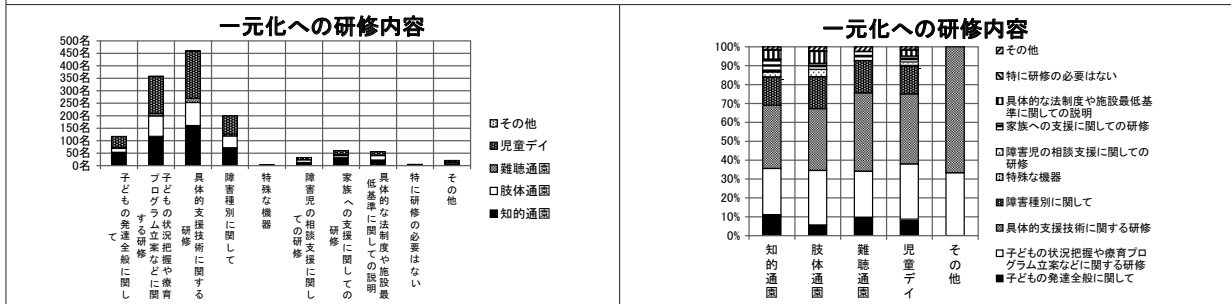 一元化への研修内容
500名
450名
400名
350名
300名
250名
200名
150名
100名
50名
0名
子どもの発達全般に関し
て
子どもの状況把握や療育
プログラム立案などに関
する研修
具体的支援技術に関する
研修
障害種別に関して
特殊な機器
障害児の相談支援に関し
ての研修
家族への支援に関しての
研修
具体的な法制度や施設最
低基準に関しての説明
特に研修の必要はない
その他
その他
児童デイ
難聴通園
肢体通園
知的通園
一元化への研修内容
100%
90%
80%
70%
60%
50%
40%
30%
20%
10%
0%
知的通園
肢体通園
難聴通園
児童デイ
その他
その他
特に研修の必要はない
具体的な法制度や施設最低基
準に関しての説明
家族への支援に関しての研修
障害児の相談支援に関しての
研修
特殊な機器
障害種別に関して
具体的支援技術に関する研修
子どもの状況把握や療育プロ
グラム立案などに関する研修
子どもの発達全般に関して